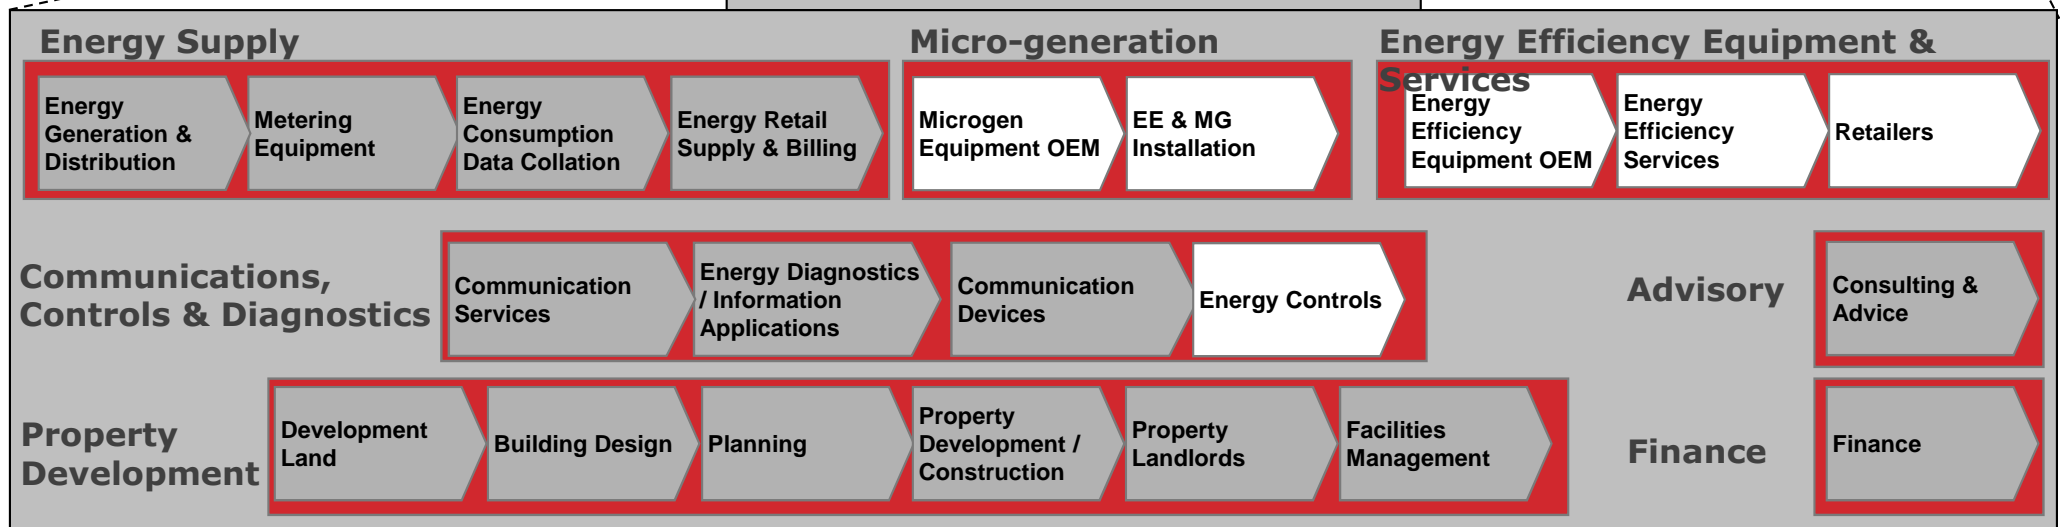 Energy Supply
Micro-generation
Energy Efficiency Equipment &
Services
Energy
Generation &
Distribution
Metering
Equipment
Energy
Consumption
Data Collation
Energy Retail
Supply & Billing
Microgen
Equipment OEM
EE & MG
Installation
Energy
Efficiency
Equipment OEM
Energy
Efficiency
Services
Retailers
Communications,
Controls & Diagnostics
Communication
Services
Energy Diagnostics
/ Information
Applications
Communication
Devices
Energy Controls
Advisory
Consulting &
Advice
Property
Development
Development
Land
Building Design
Planning
Property
Development /
Construction
Property
Landlords
Facilities
Management
Finance
Finance